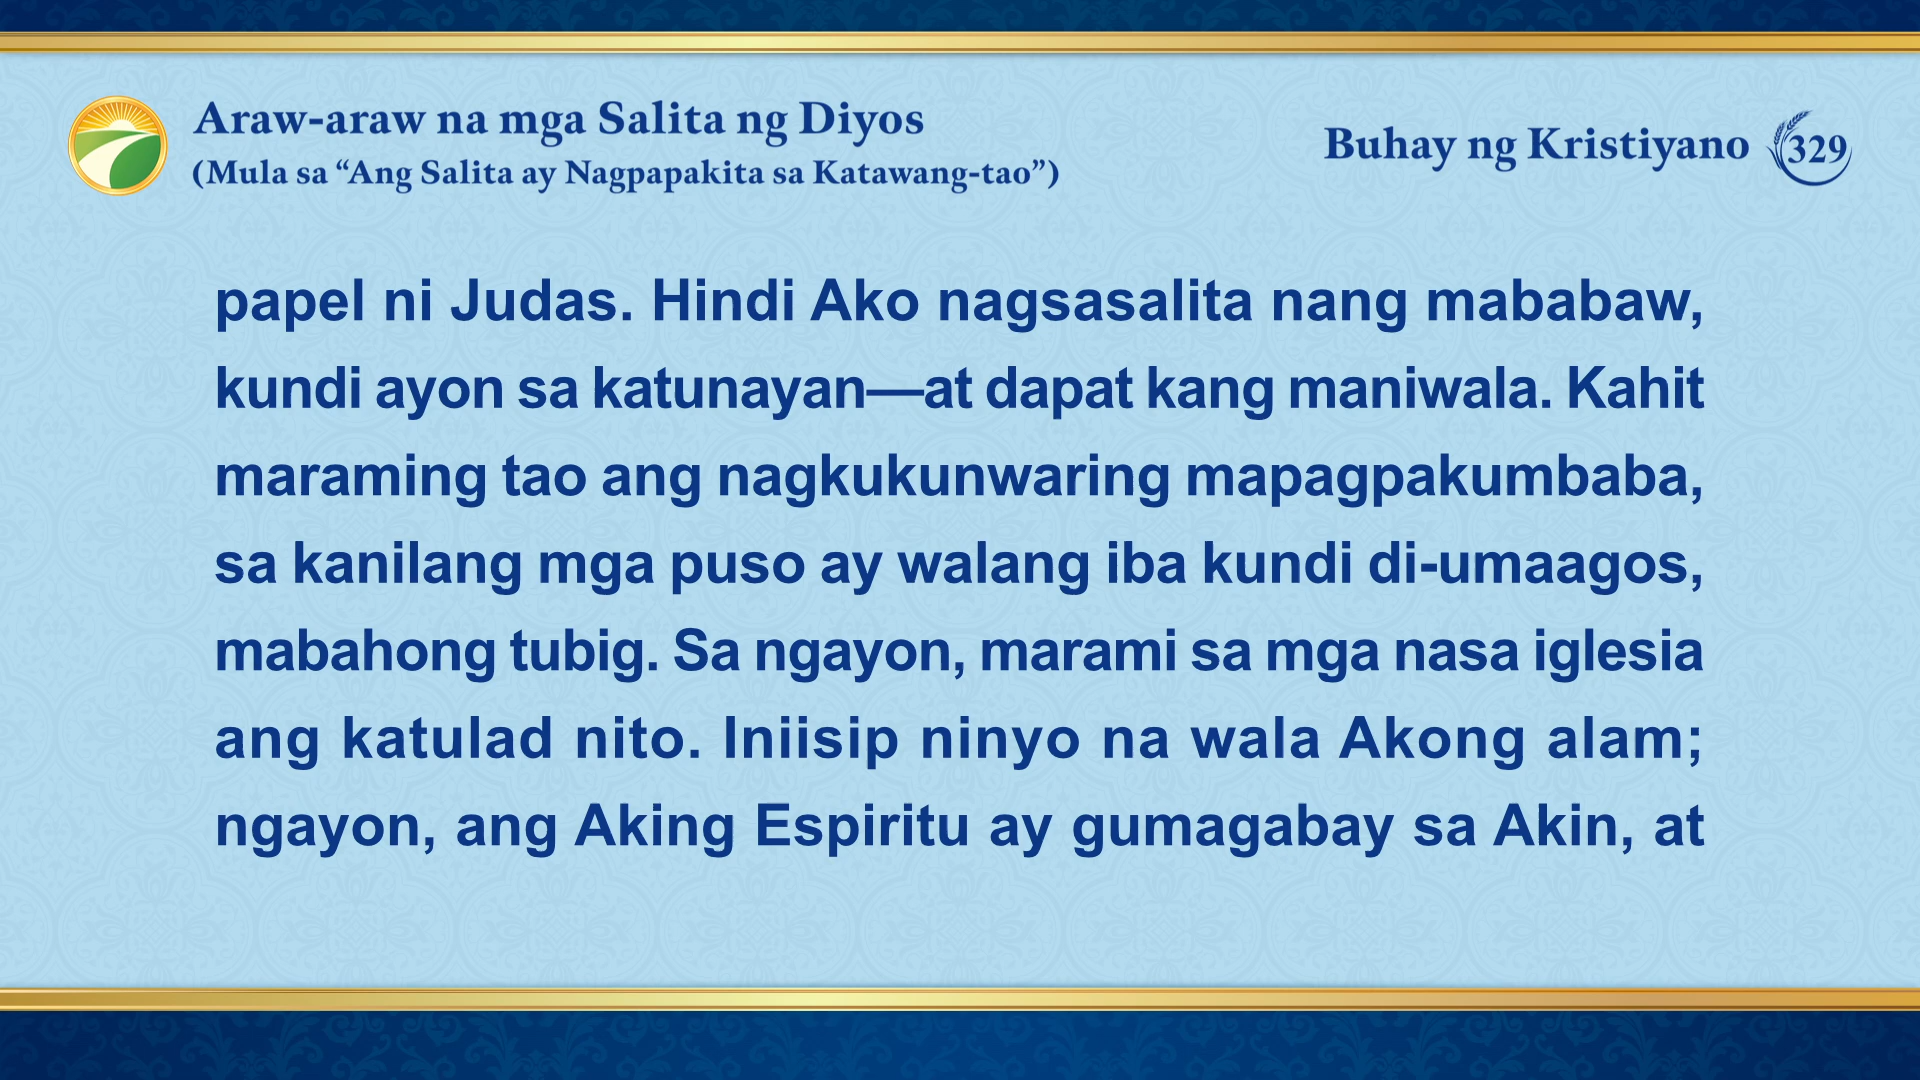 Araw-araw na mga Salita ng Diyos
(Mula sa “Ang Salita ay Nagpapakita sa Katawang-tao”)
Buhay ng Kristiyano 329
papel ni Judas. Hindi Ako nagsasalita nang mababaw,
kundi ayon sa katunayan—at dapat kang maniwala. Kahit
maraming tao ang nagkukunwaring mapagpakumbaba,
sa kanilang mga puso ay walang iba kundi di-umaagos,
mabahong tubig. Sa ngayon, marami sa mga nasa iglesia
ang katulad nito. Iniisip ninyo na wala Akong alam;
ngayon, ang Aking Espiritu ay gumagabay sa Akin, at